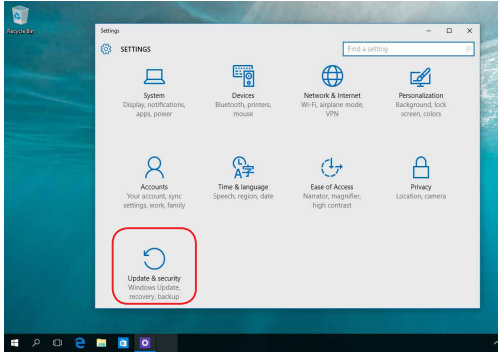 Recycle Bin
Settings
SETTINGS
Find a setting
System
Display, notifications,
apps, power
Devices
Bluetooth, printers,
mouse
Network & Internet
Wi-Fi, airplane mode,
VPN
Personalization
Background, lock
screen, colors
Accounts
Your account, sync
settings, work, family
Time & language
Speech, region, date
Ease of Access
Narrator, magnifier,
high contrast
Privacy
Location, camera
Update & security
Windows Update,
recovery, backup